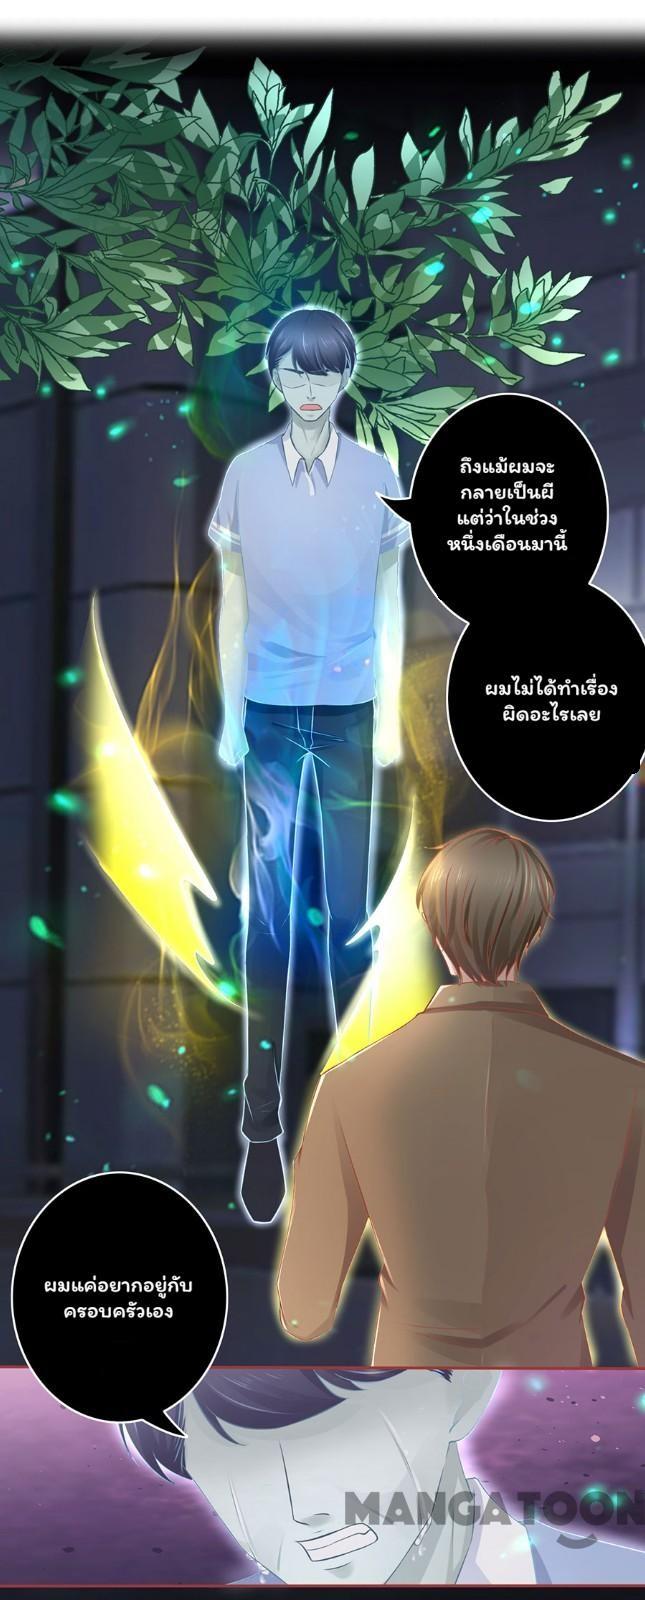 ถึงแม้ผมจะ
กลายเป็นผี
แต่ว่าในช่วง
หนึ่งเดือนมานี้
ผมไม่ได้ทำเรื่อง
ผิดอะไรเลย
ผมแค่อยากอยู่กับ
ครอบครัวเอง
MANGATOON